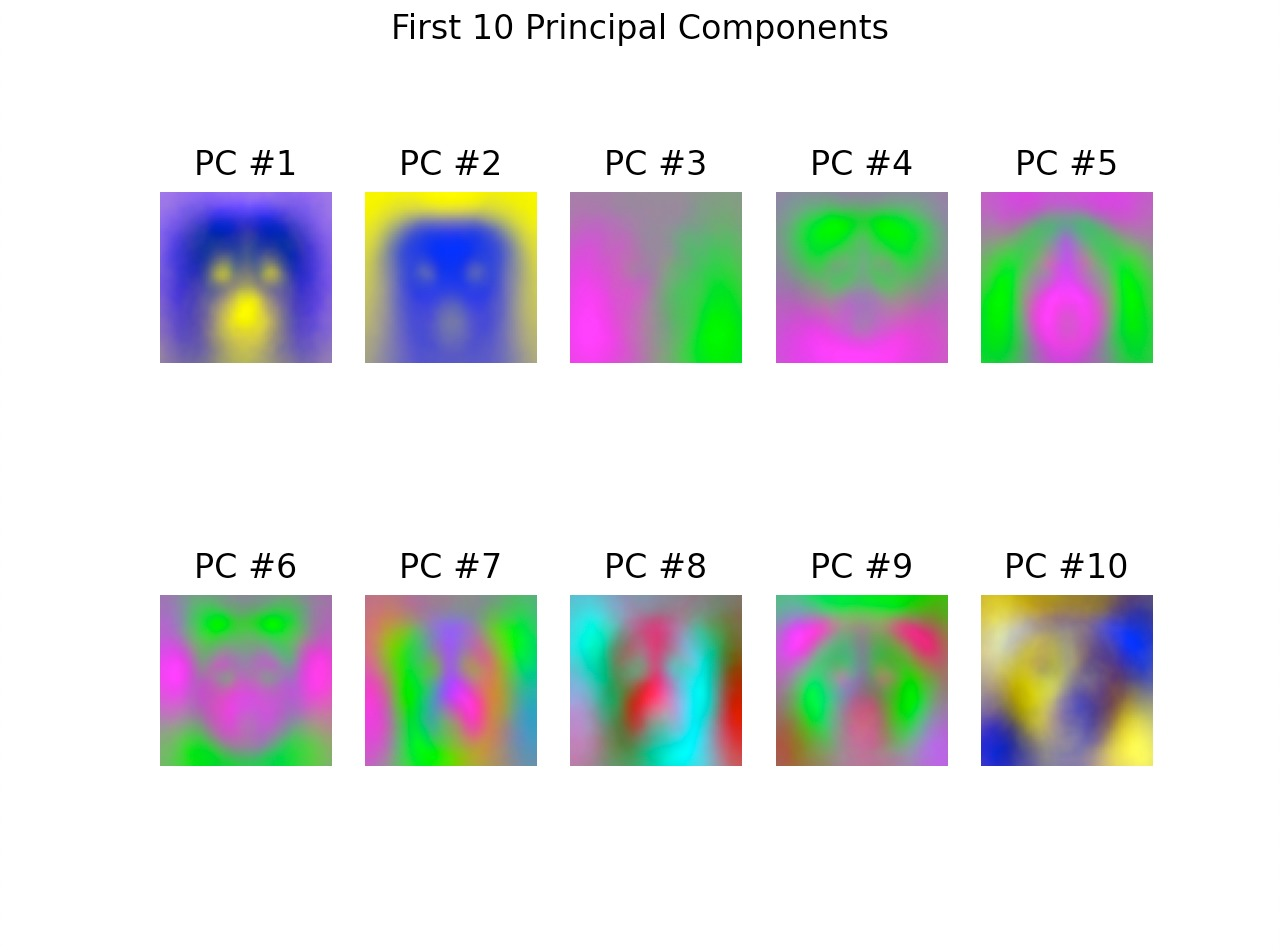 First 10 Principal Components
PC #1 PC #2 PC #3 PC #4 PC #5
PC #6 PC #7 PC #8 PC #9 PC #10